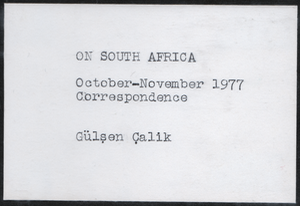 ON SOUTH AFRICA
October-November 1977
Correspondence
Gülşen Çalik